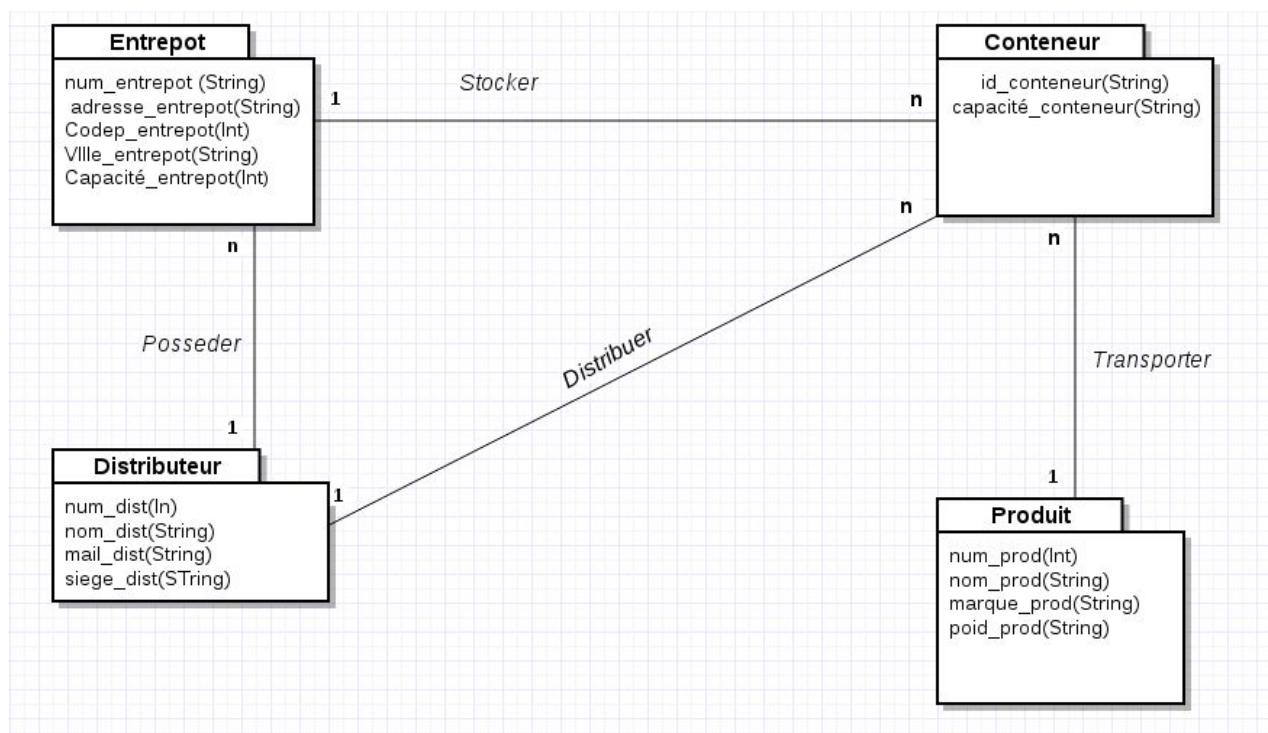 Entrepot
num_entrepot (String)
adresse_entrepot(String)
Codep_entrepot(Int)
VIlle_entrepot(String)
Capacité_entrepot(Int)
1
Stocker
n
Conteneur
id_conteneur(String)
capacité_conteneur(String)
n
n
n
Posseder
1
Distribuer
Transporter
1
1
Distributeur
num_dist(In)
nom_dist(String)
mail_dist(String)
siege_dist(STring)
Produit
num_prod(Int)
nom_prod(String)
marque_prod(String)
poid_prod(String)